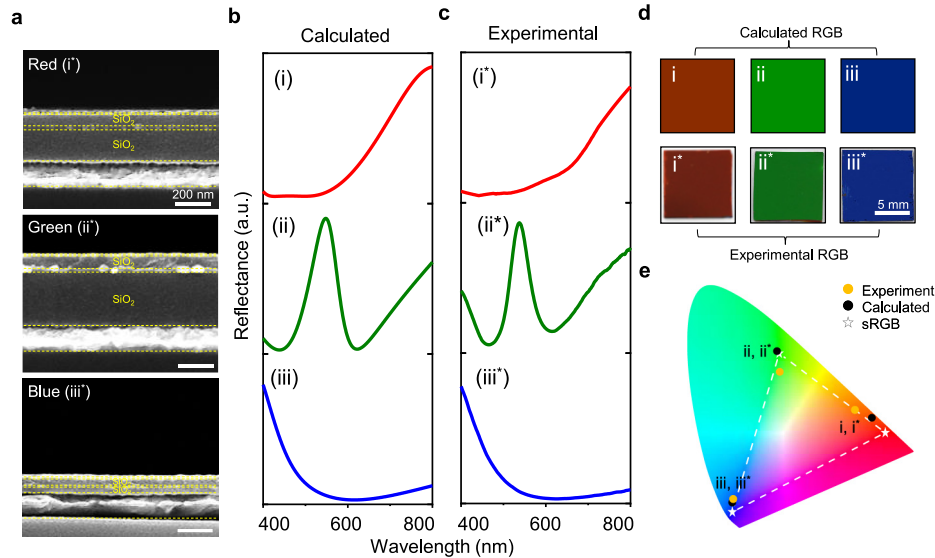 a
Red (i*)
SiO2
SiO2
200 nm
Green (ii*)
SiO2
SiO2
Blue (iii*)
b
Calculated
(i)
(ii)
(iii)
Reflectance (a.u.)
400
600
800
c
Experimental
(i*)
(ii*)
(iii*)
400
600
800
Wavelength (nm)
d
Calculated RGB
i
ii
iii
i*
ii*
iii*
5 mm
Experimental RGB
e
Experiment
Calculated
sRGB
ii, ii*
i, i*
iii, iii*